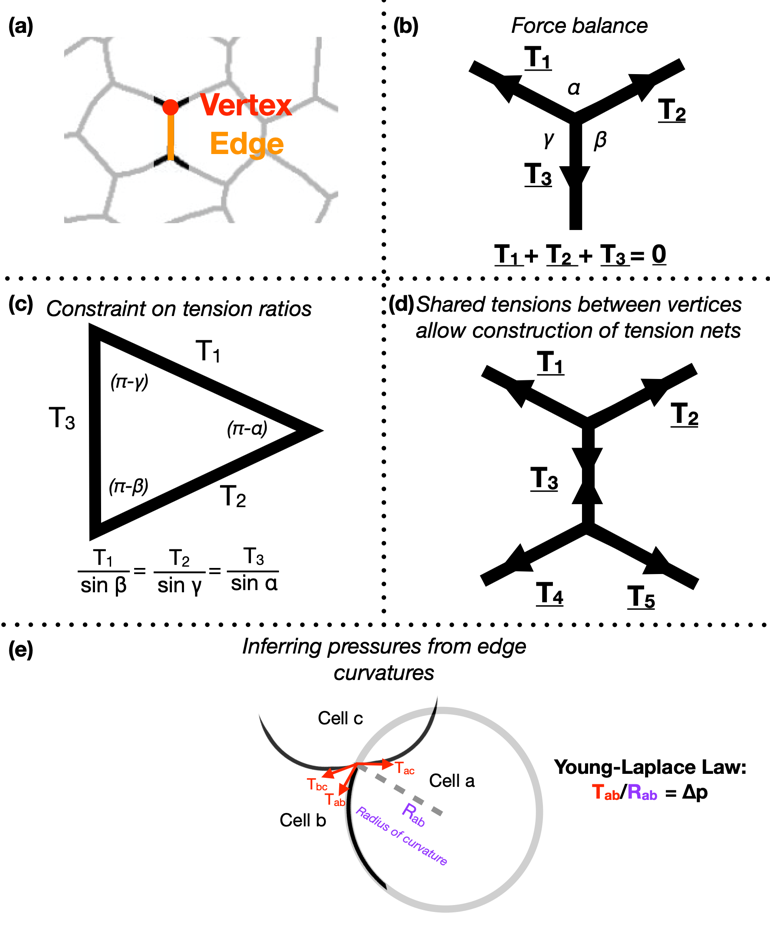 (a)
Vertex
Edge
(b)
Force balance
T₁
α
T₂
γ
β
T₃
T₁ + T₂ + T₃ = 0
(c)
Constraint on tension ratios
T₁
(π-γ)
T₃
(π-α)
(π-β)
T₂
T₁/sin β = T₂/sin γ = T₃/sin α
(d)
Shared tensions between vertices
allow construction of tension nets
T₁
T₂
T₃
T₄
T₅
(e)
Inferring pressures from edge
curvatures
Cell c
Tac
Cell a
Tbc
Tab
Cell b
Rab
Radius of curvature
Young-Laplace Law:
Tab/Rab = Δp